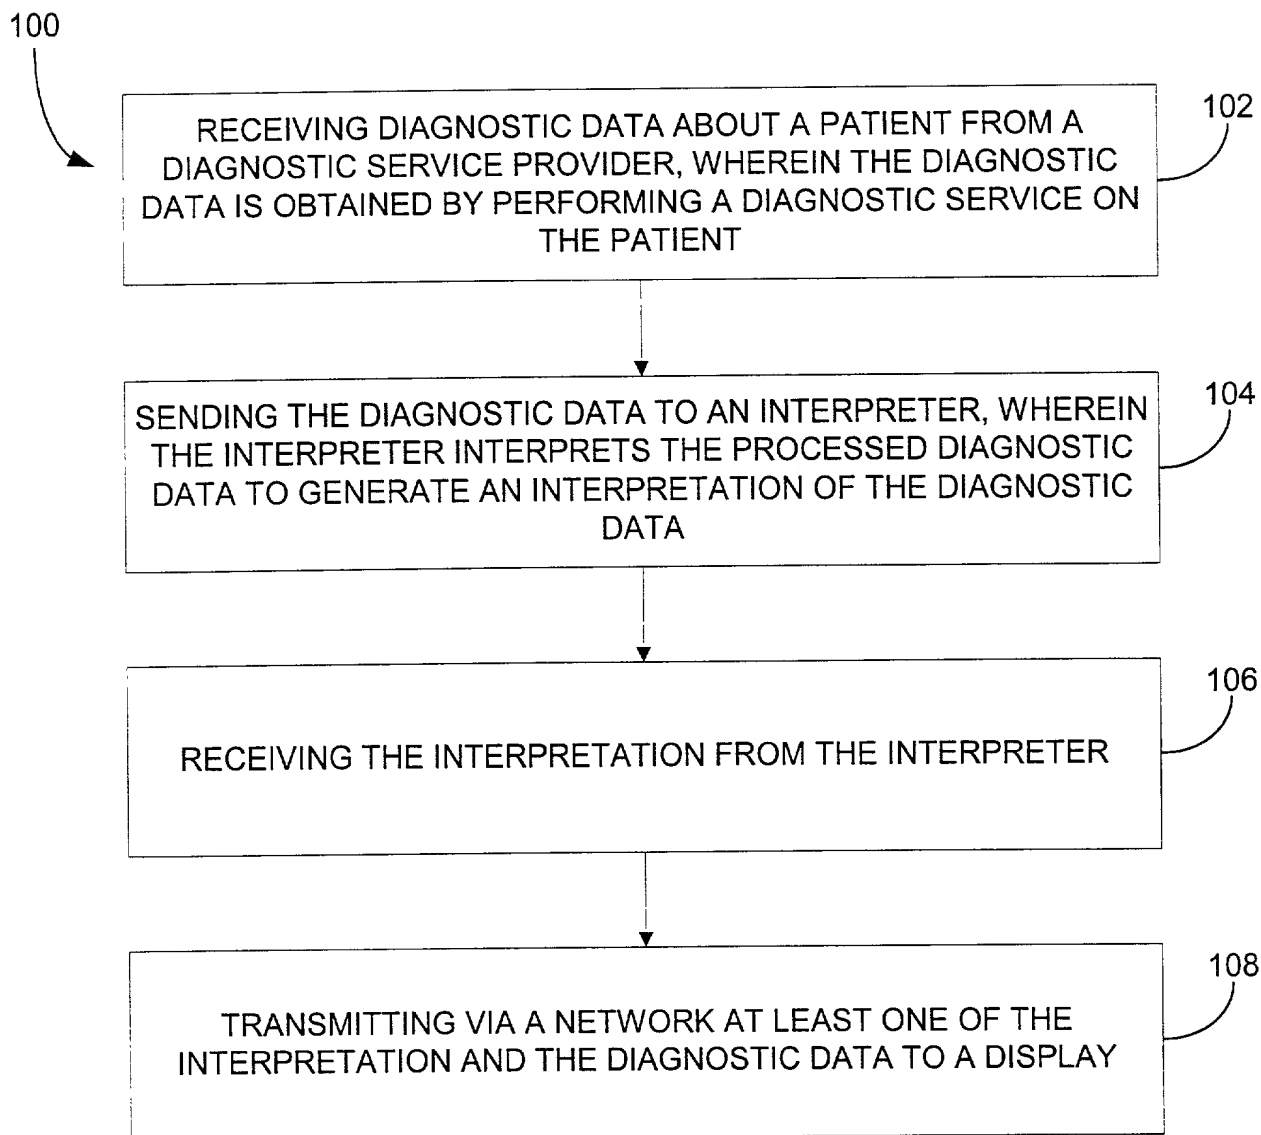 100
RECEIVING DIAGNOSTIC DATA ABOUT A PATIENT FROM A
DIAGNOSTIC SERVICE PROVIDER, WHEREIN THE DIAGNOSTIC
DATA IS OBTAINED BY PERFORMING A DIAGNOSTIC SERVICE ON
THE PATIENT
102
SENDING THE DIAGNOSTIC DATA TO AN INTERPRETER, WHEREIN
THE INTERPRETER INTERPRETS THE PROCESSED DIAGNOSTIC
DATA TO GENERATE AN INTERPRETATION OF THE DIAGNOSTIC
DATA
104
RECEIVING THE INTERPRETATION FROM THE INTERPRETER
106
TRANSMITTING VIA A NETWORK AT LEAST ONE OF THE
INTERPRETATION AND THE DIAGNOSTIC DATA TO A DISPLAY
108